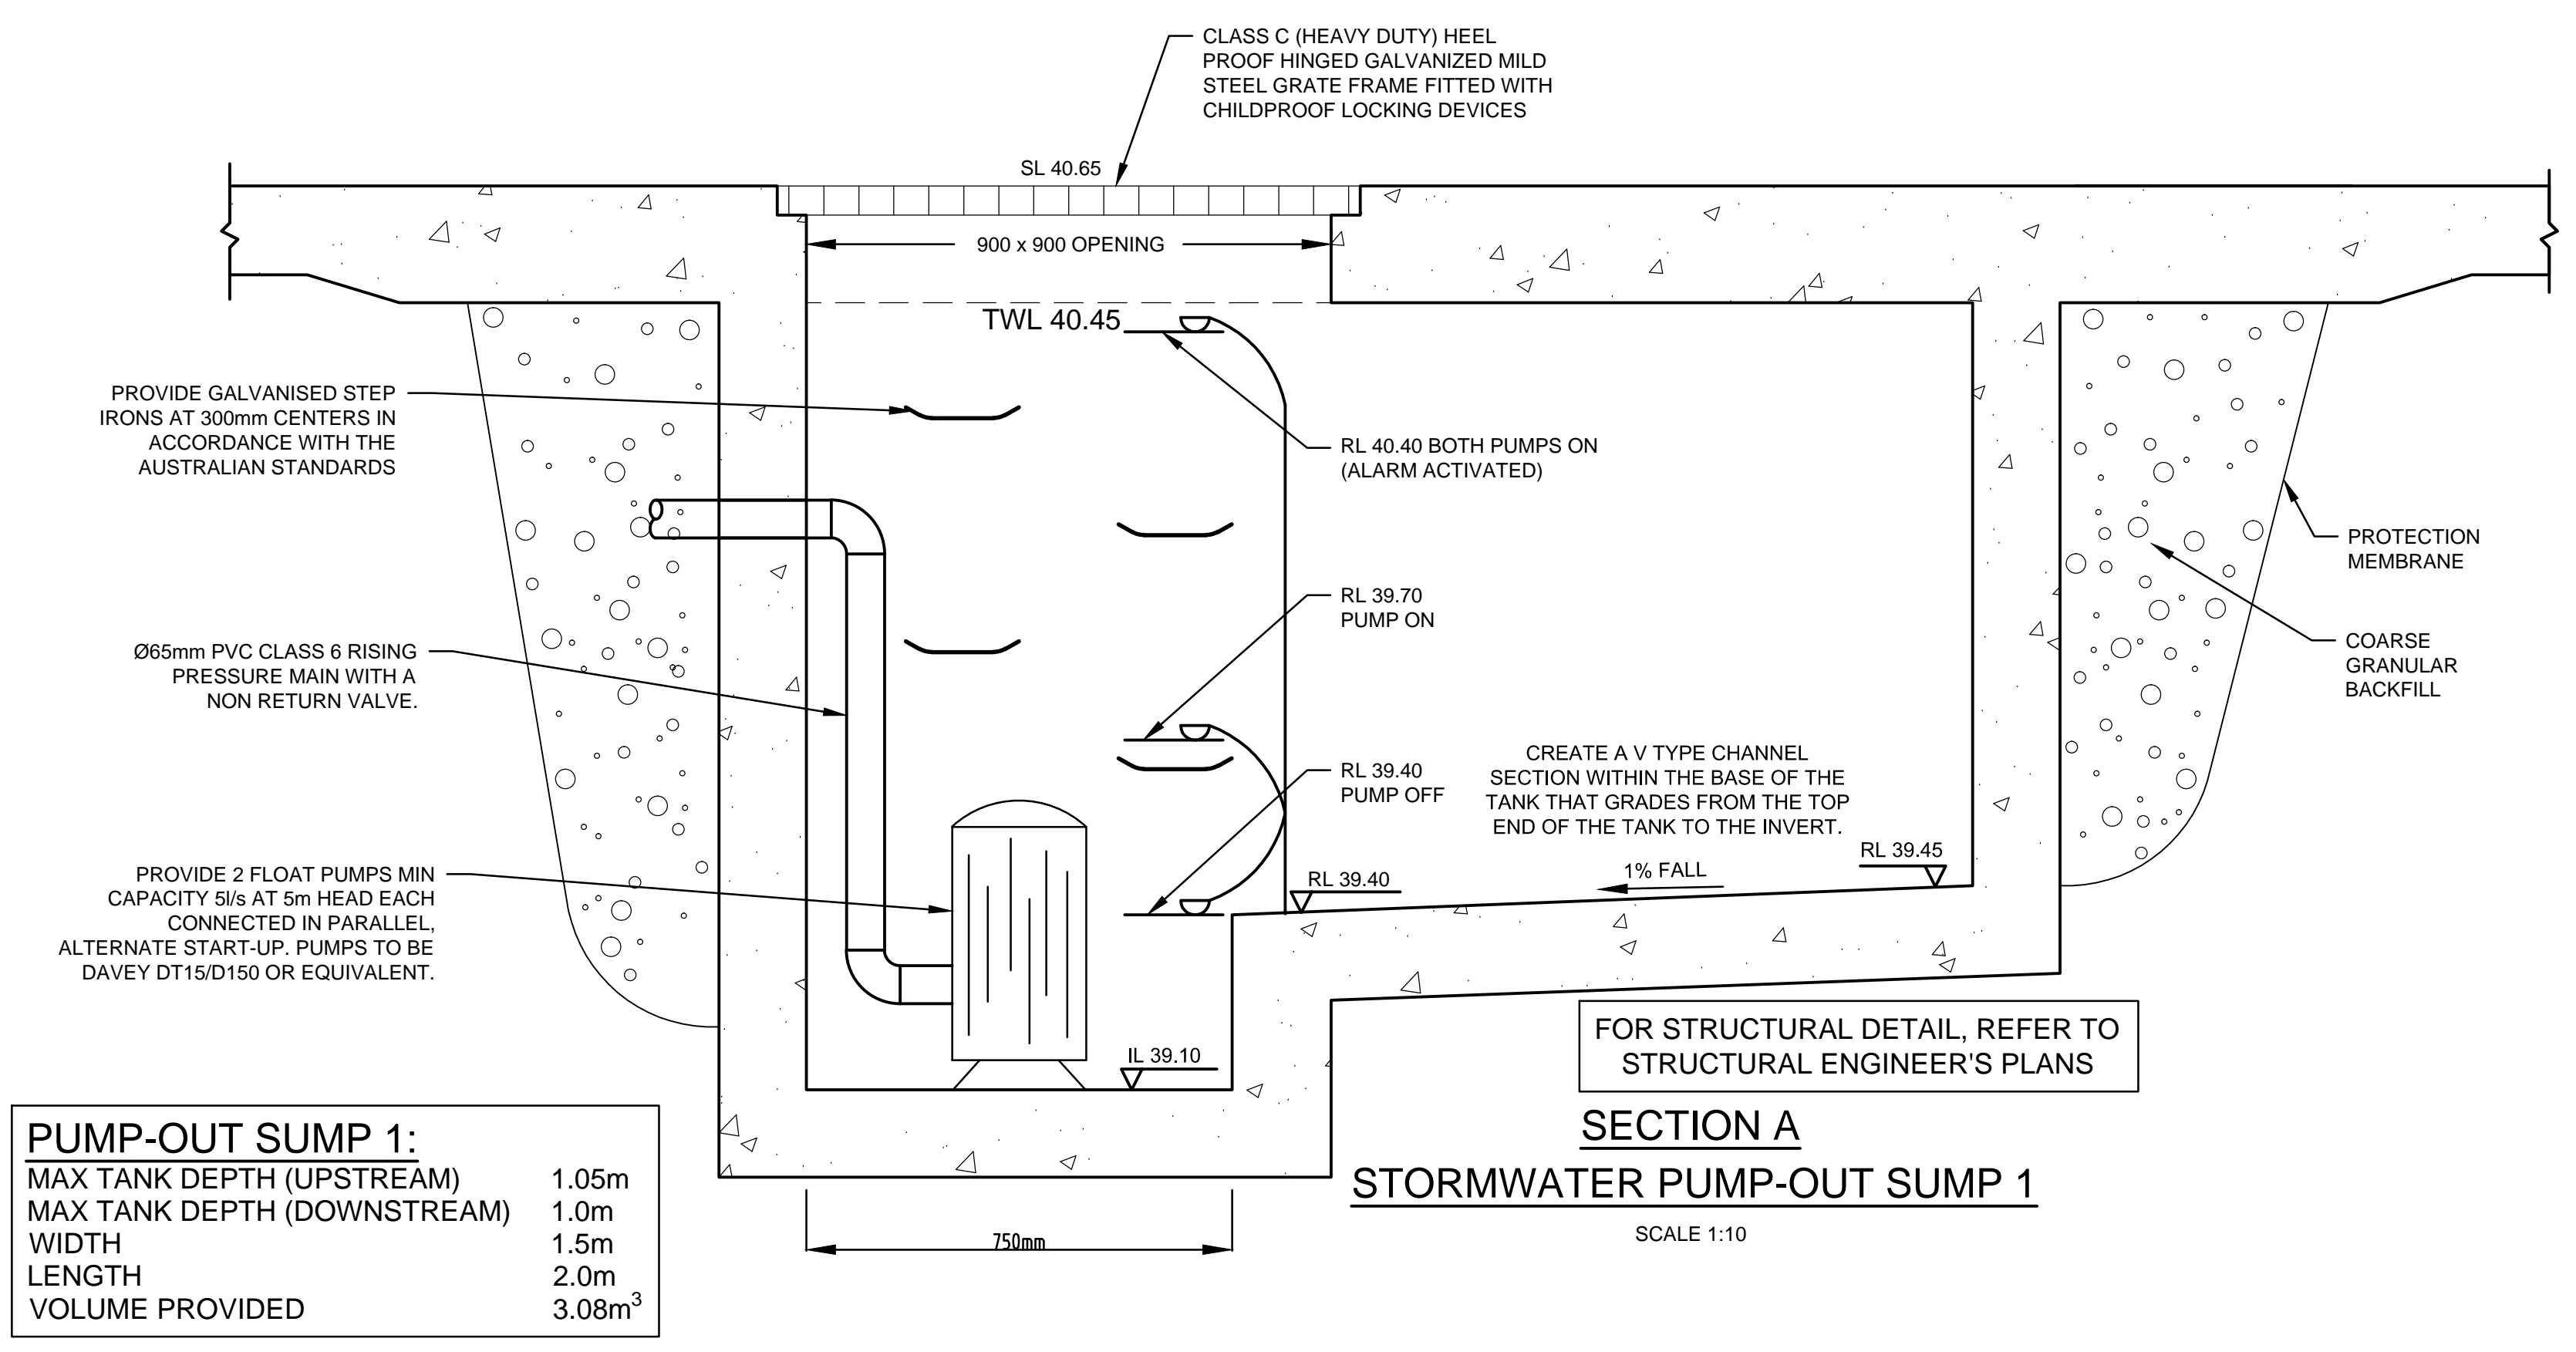 CLASS C (HEAVY DUTY) HEEL
PROOF HINGED GALVANIZED MILD
STEEL GRATE FRAME FITTED WITH
CHILDPROOF LOCKING DEVICES
SL 40.65
900 x 900 OPENING
TWL 40.45
PROVIDE GALVANISED STEP
IRONS AT 300mm CENTERS IN
ACCORDANCE WITH THE
AUSTRALIAN STANDARDS
RL 40.40 BOTH PUMPS ON
(ALARM ACTIVATED)
PROTECTION
MEMBRANE
RL 39.70
PUMP ON
COARSE
GRANULAR
BACKFILL
Ø65mm PVC CLASS 6 RISING
PRESSURE MAIN WITH A
NON RETURN VALVE.
RL 39.40
PUMP OFF
CREATE A V TYPE CHANNEL
SECTION WITHIN THE BASE OF THE
TANK THAT GRADES FROM THE TOP
END OF THE TANK TO THE INVERT.
RL 39.45
1% FALL
RL 39.40
PROVIDE 2 FLOAT PUMPS MIN
CAPACITY 5l/s AT 5m HEAD EACH
CONNECTED IN PARALLEL,
ALTERNATE START-UP. PUMPS TO BE
DAVEY DT15/D150 OR EQUIVALENT.
IL 39.10
FOR STRUCTURAL DETAIL, REFER TO
STRUCTURAL ENGINEER'S PLANS
PUMP-OUT SUMP 1:
MAX TANK DEPTH (UPSTREAM) 1.05m
MAX TANK DEPTH (DOWNSTREAM) 1.0m
WIDTH 1.5m
LENGTH 2.0m
VOLUME PROVIDED 3.08m³
750mm
SECTION A
STORMWATER PUMP-OUT SUMP 1
SCALE 1:10